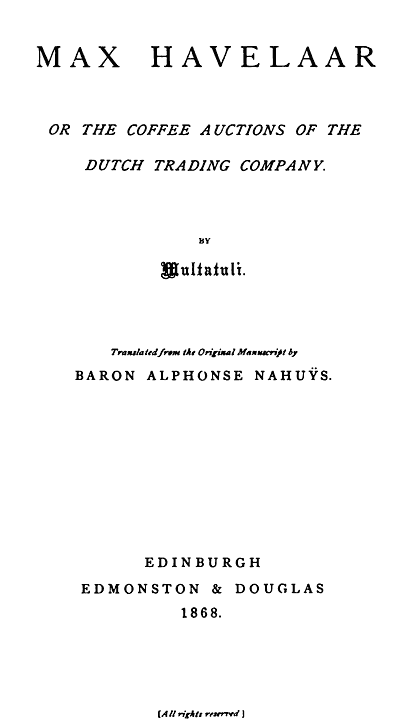 MAX HAVELAAR
OR THE COFFEE AUCTIONS OF THE
DUTCH TRADING COMPANY.
BY
Multatuli.
Translated from the Original Manuscript by
BARON ALPHONSE NAHUŸS.
EDINBURGH
EDMONSTON & DOUGLAS
1868.
[All rights reserved]